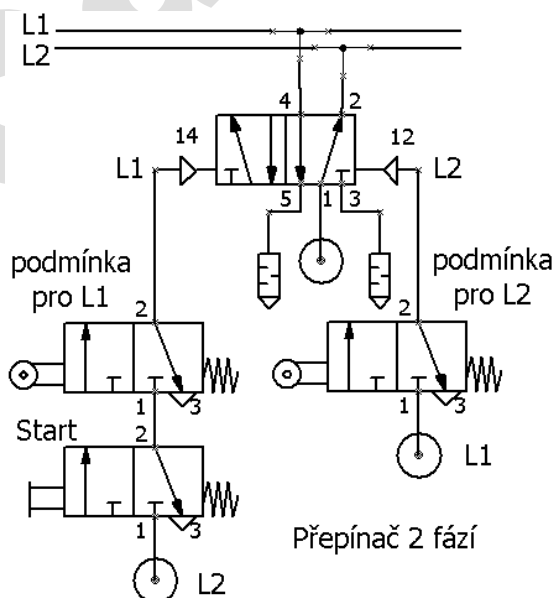 L1
L2
4 2
14 12
L1 L2
5 1 3
podmínka
pro L1
podmínka
pro L2
2 2
1 3 1 3
Start
2
L1
1 3
Přepínač 2 fází
L2